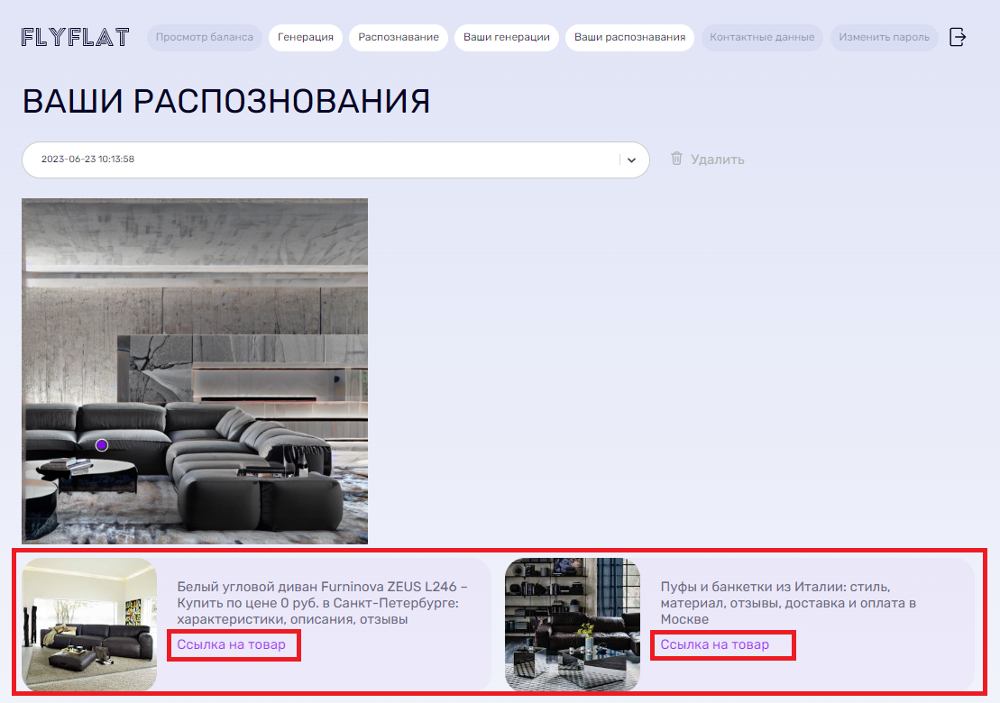 FLYFLAT
Просмотр баланса
Генерация
Распознавание
Ваши генерации
Ваши распознавания
Контактные данные
Изменить пароль
ВАШИ РАСПОЗНОВАНИЯ
2023-06-23 10:13:58
Удалить
Белый угловой диван Furninova ZEUS L246 –
Купить по цене 0 руб. в Санкт-Петербурге:
характеристики, описания, отзывы
Ссылка на товар
Пуфы и банкетки из Италии: стиль,
материал, отзывы, доставка и оплата в
Москве
Ссылка на товар